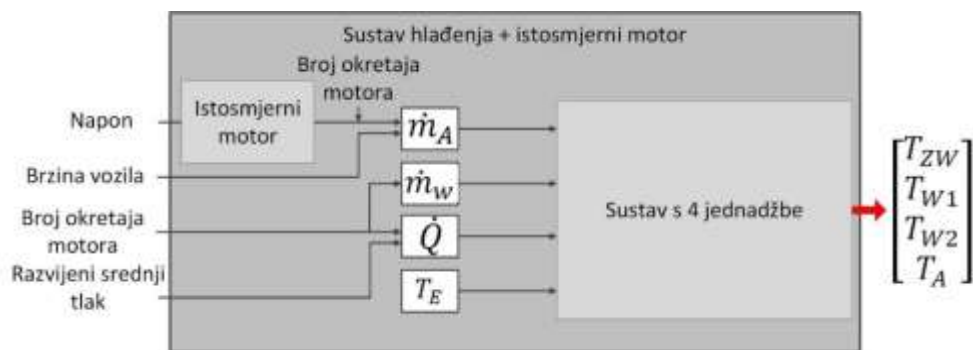 Sustav hlađenja + istosmjerni motor
Broj okretaja
motora
Napon
Istosmjerni
motor
ṁ_A
Brzina vozila
ṁ_w
Broj okretaja
motora
Q̇
Razvijeni srednji
tlak
T_E
Sustav s 4 jednadžbe
T_ZW
T_W1
T_W2
T_A